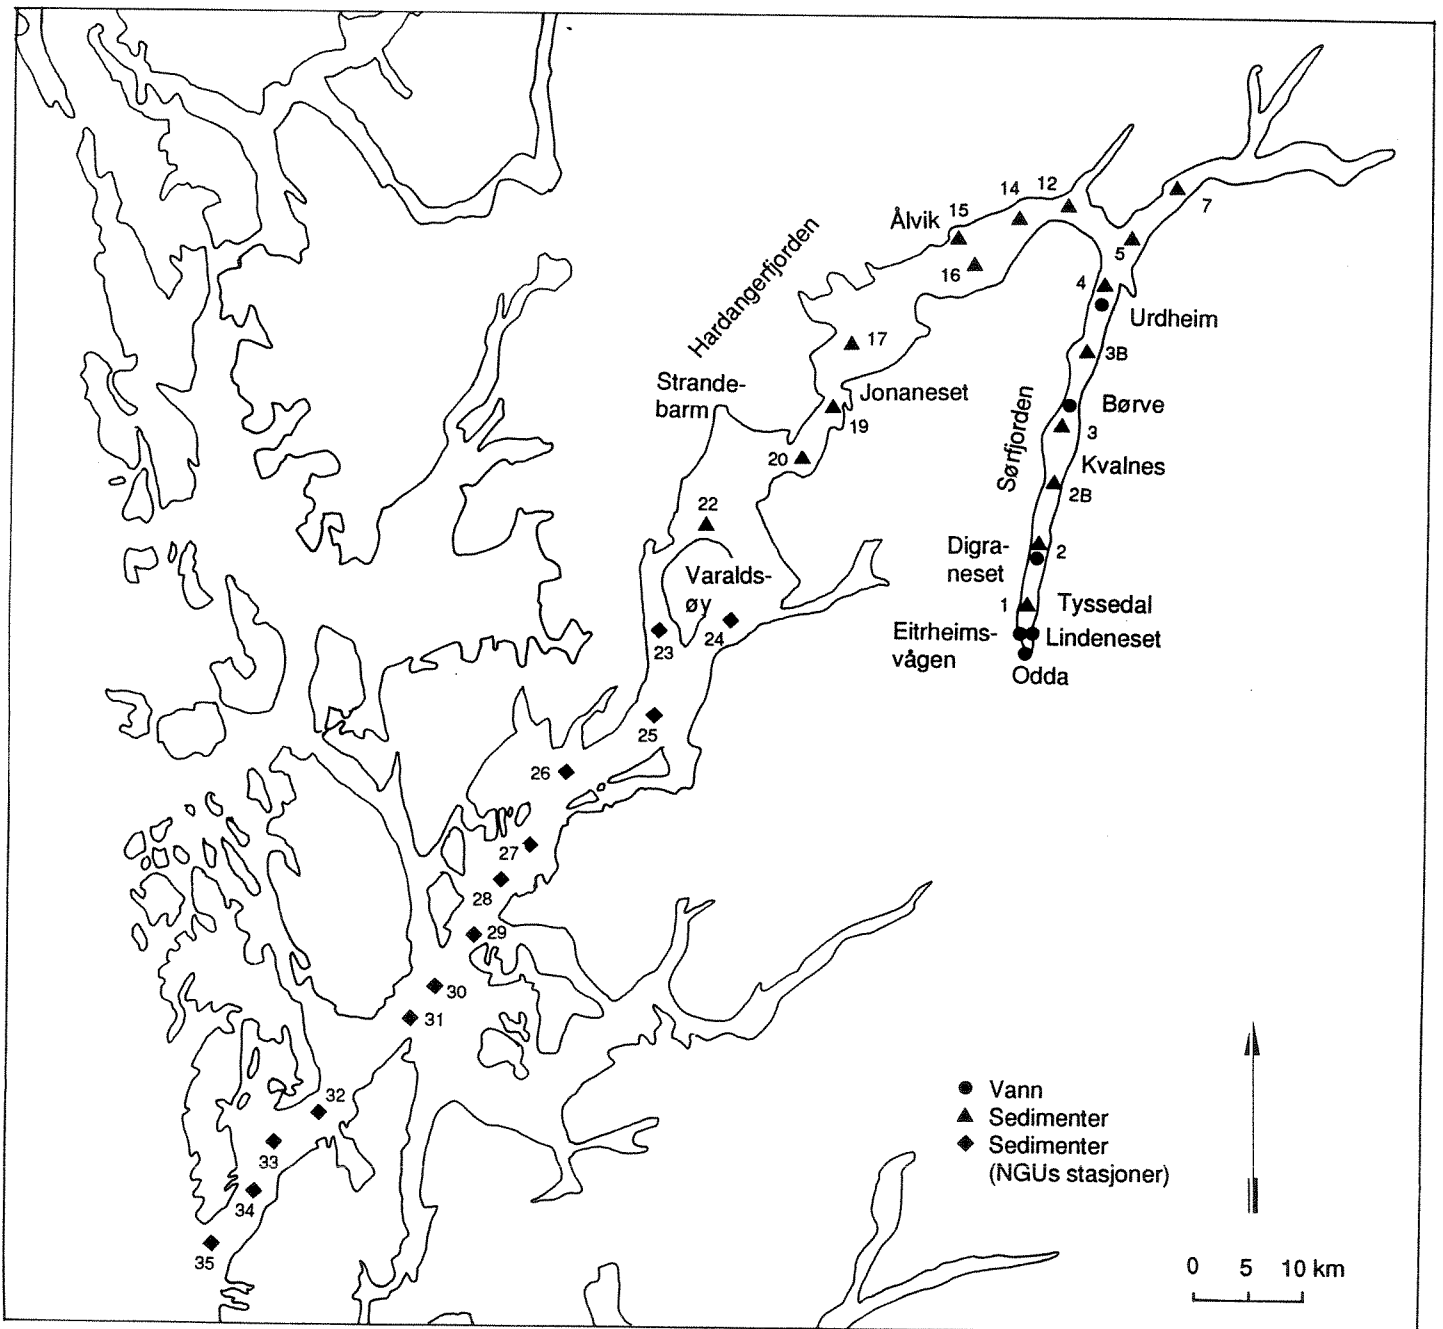 12
14
15
Ålvik
7
16
5
4
Urdheim
Hardangerfjorden
17
3B
Strande-
barm
Jonaneset
19
Børve
3
Sørfjorden
20
Kvalnes
2B
22
Digra-
neset
2
Varalds-
øy
1
Tyssedal
24
23
Eitrheims-
vågen
Lindeneset
Odda
25
26
27
28
29
30
31
32
33
34
35
Vann
Sedimenter
Sedimenter
(NGUs stasjoner)
0 5 10 km